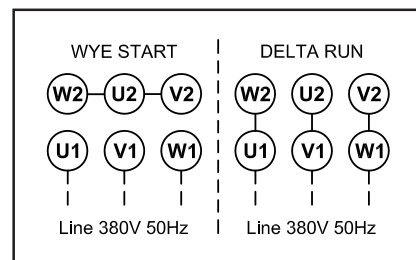 WYE START DELTA RUN
W2 U2 V2 W2 U2 V2
U1 V1 W1 U1 V1 W1
Line 380V 50Hz Line 380V 50Hz